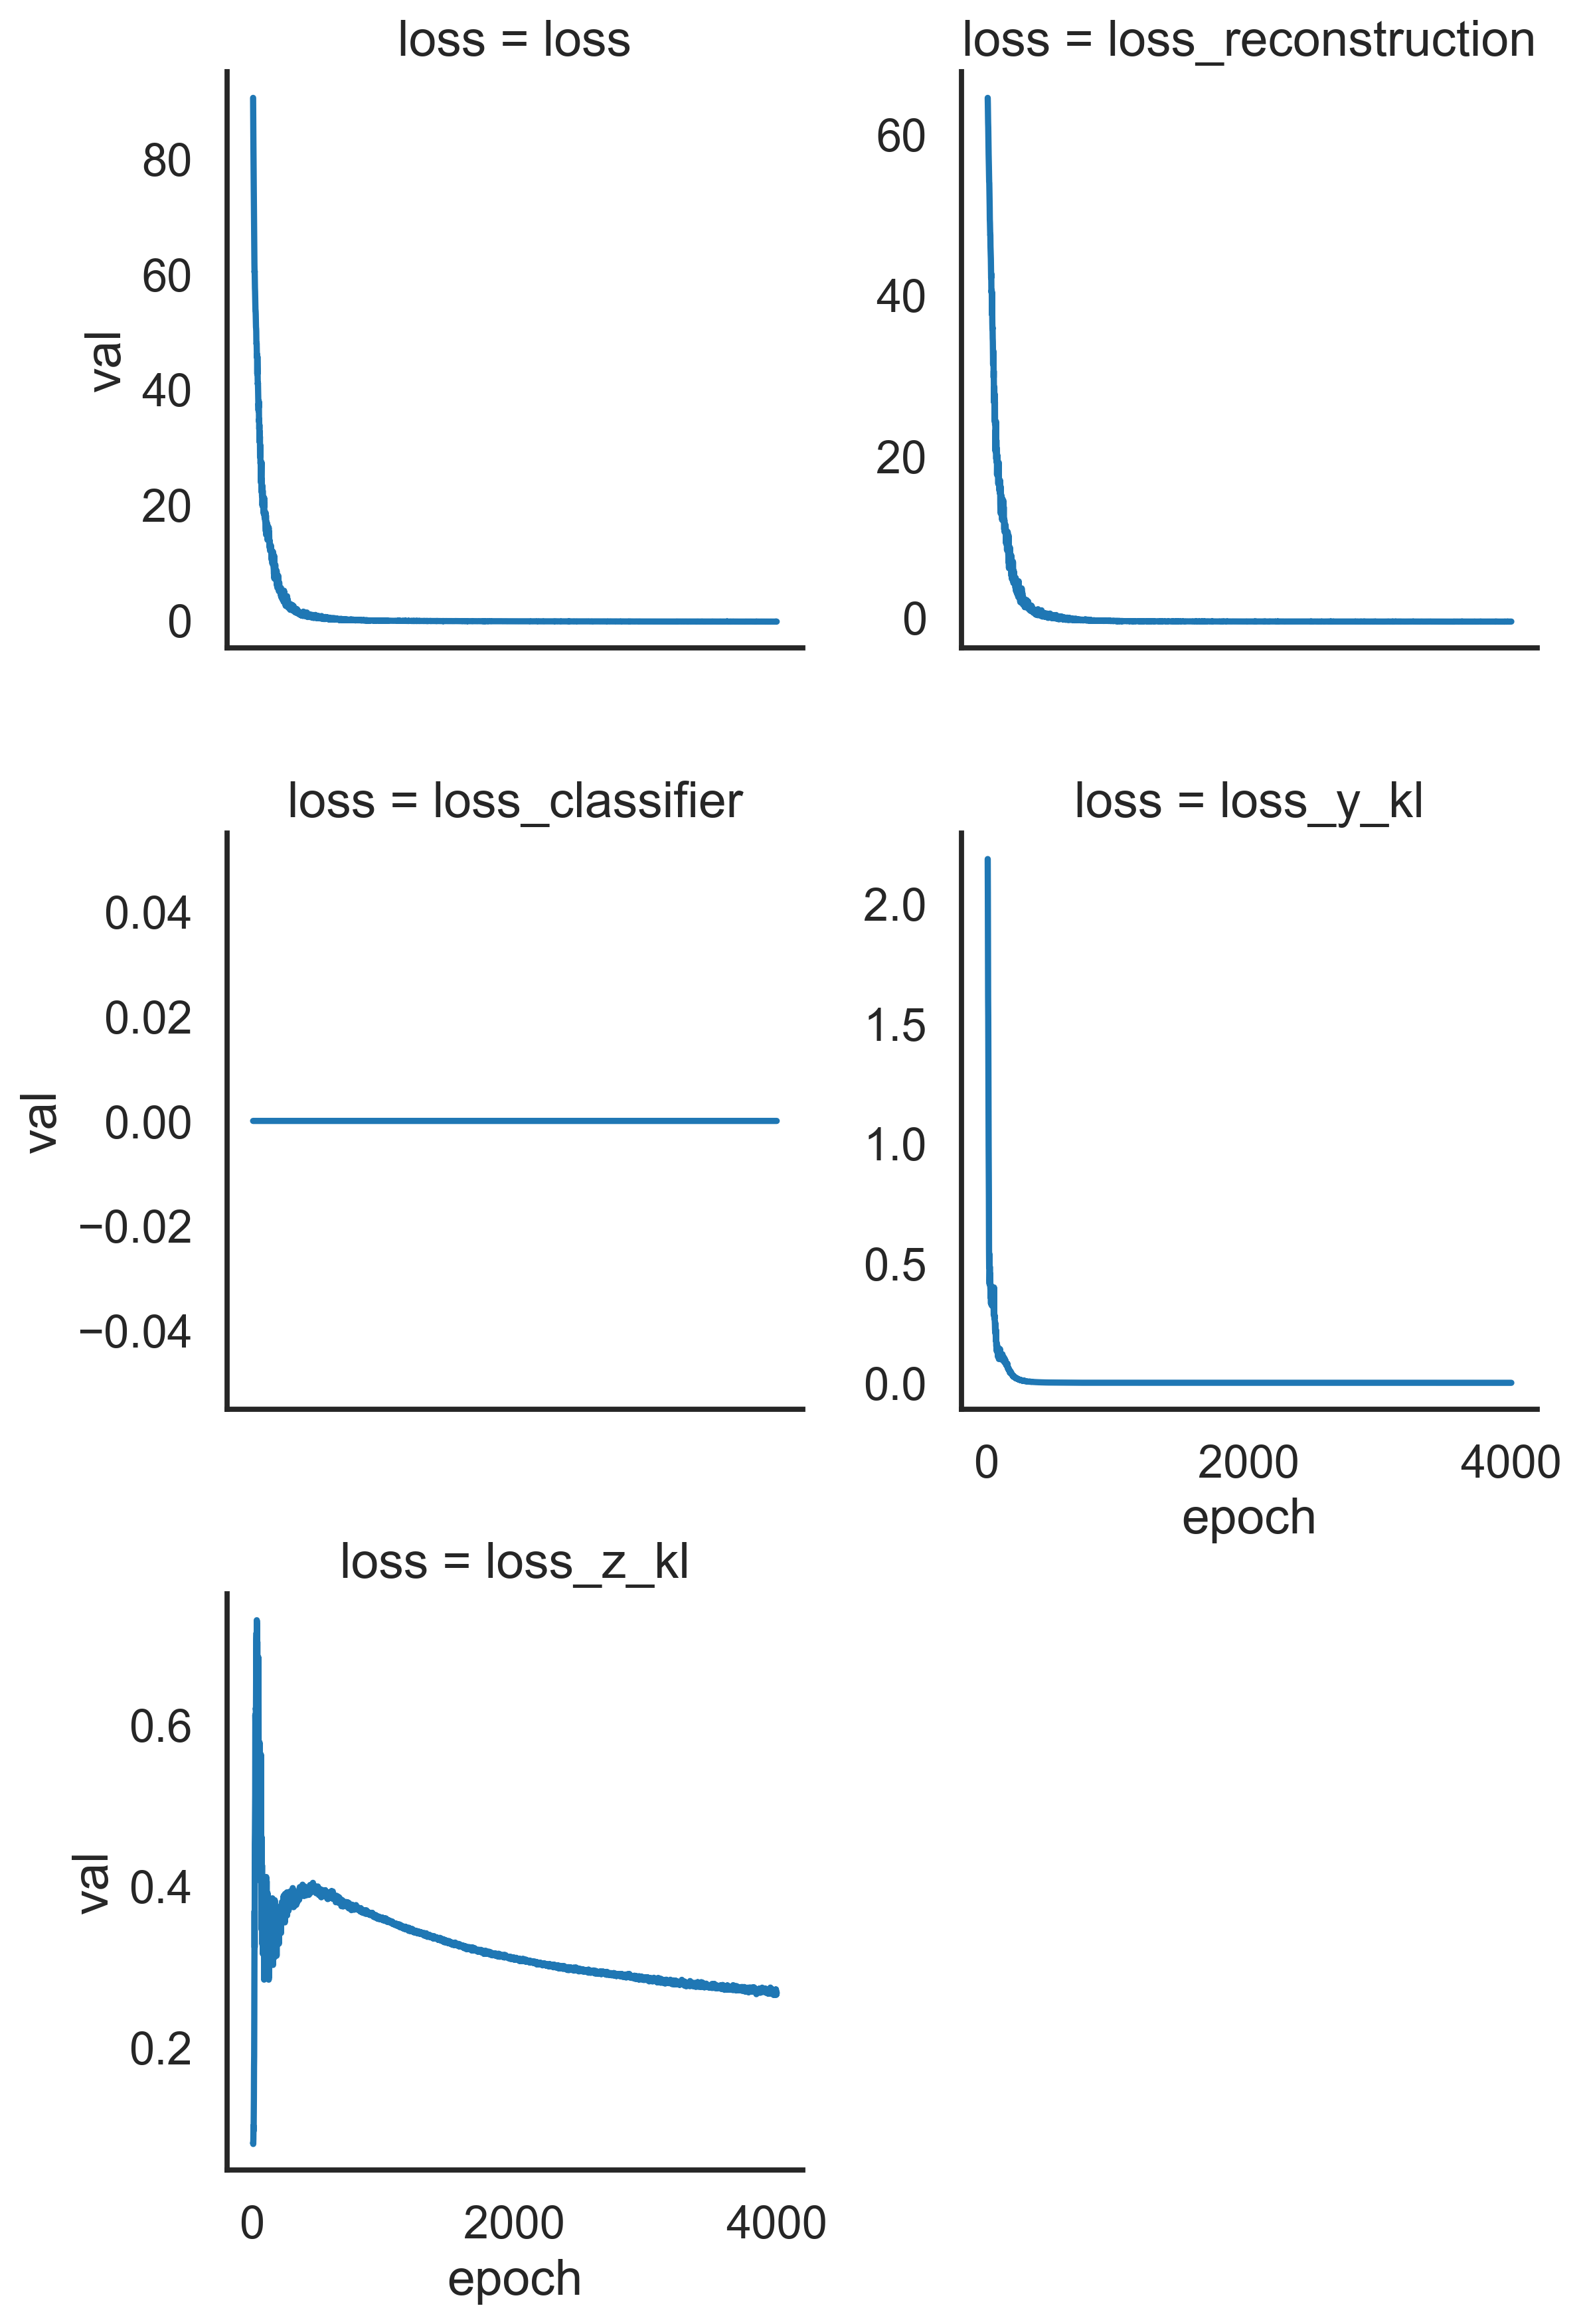 loss = loss
80
60
40
20
0
val
loss = loss_reconstruction
60
40
20
0
loss = loss_classifier
0.04
0.02
0.00
−0.02
−0.04
val
loss = loss_y_kl
2.0
1.5
1.0
0.5
0.0
0 2000 4000
epoch
loss = loss_z_kl
0.6
0.4
0.2
val
0 2000 4000
epoch